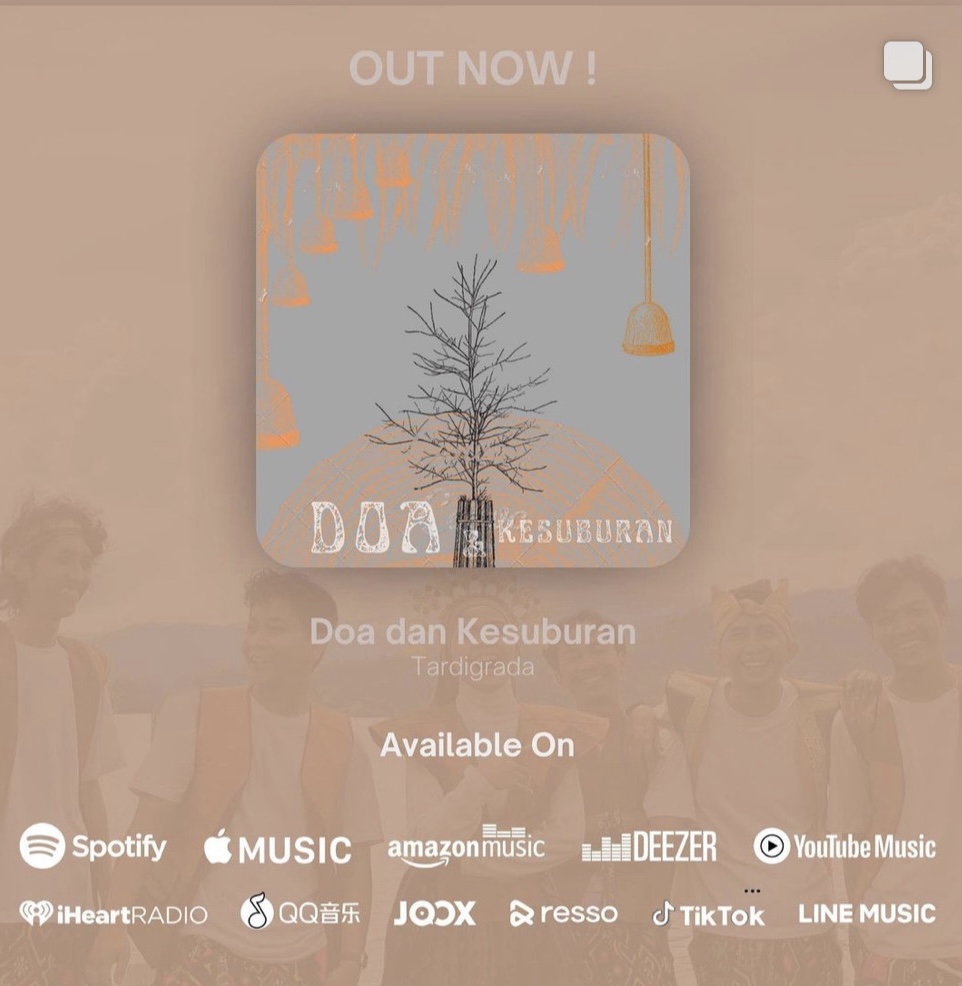 OUT NOW !
DOA & KESUBURAN
Doa dan Kesuburan
Tardigrada
Available On
Spotify MUSIC amazon music DEEZER YouTube Music
iHeartRADIO QQ音乐 JOOX resso TikTok LINE MUSIC